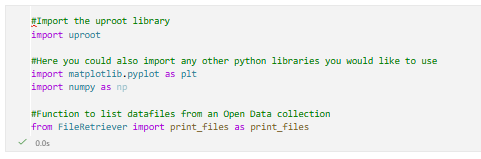 #Import the uproot library
import uproot
#Here you could also import any other python libraries you would like to use
import matplotlib.pyplot as plt
import numpy as np
#Function to list datafiles from an Open Data collection
from FileRetriever import print_files as print_files
0.0s